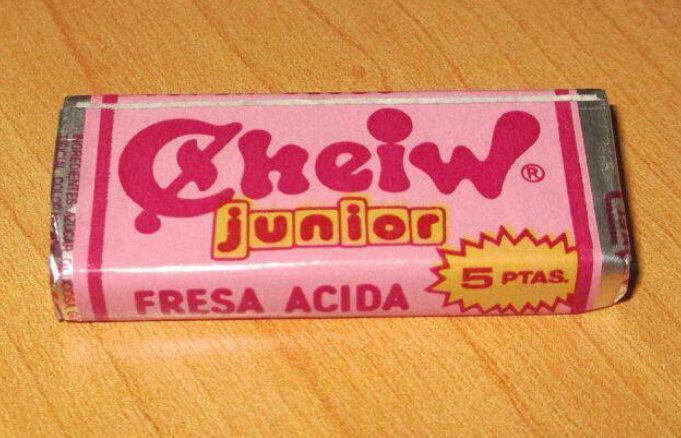 Cheiw®
junior
5 PTAS.
FRESA ACIDA